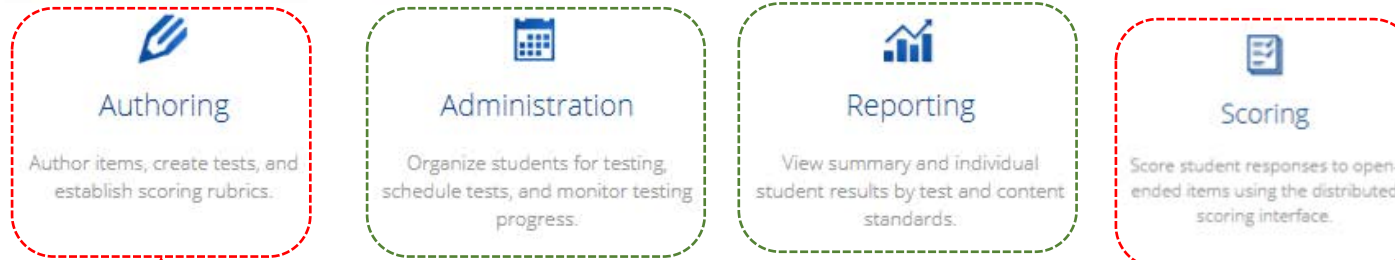 Authoring
Author items, create tests, and
establish scoring rubrics.
Administration
Organize students for testing,
schedule tests, and monitor testing
progress.
Reporting
View summary and individual
student results by test and content
standards.
Scoring
Score student responses to open-
ended items using the distributed
scoring interface.